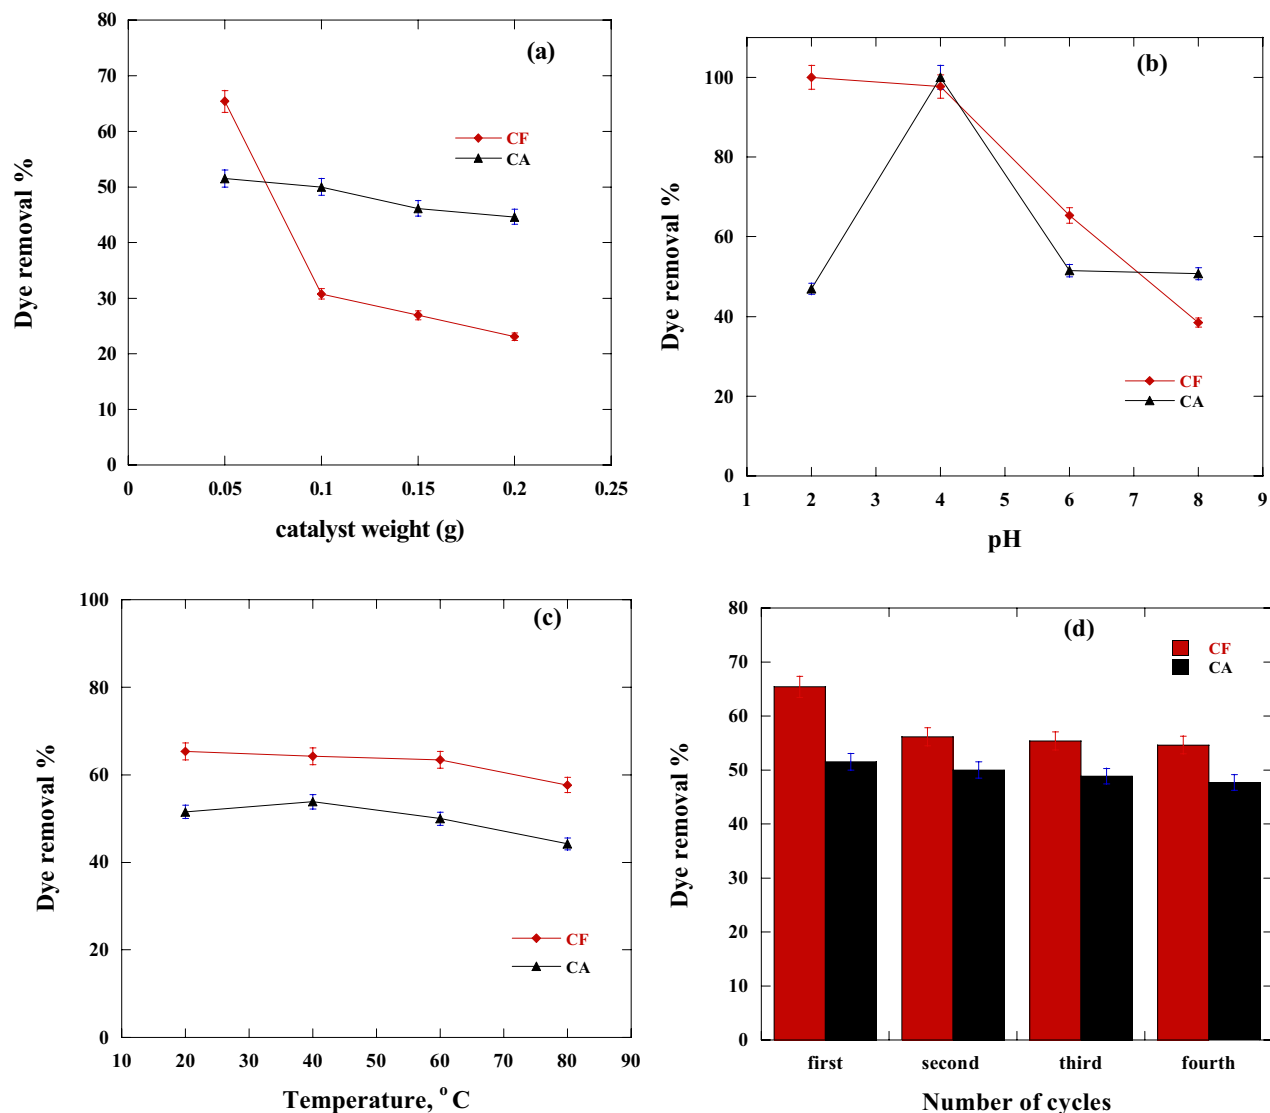 (a)
Dye removal %
80
70
60
50
40
30
20
10
0
CF
CA
0 0.05 0.1 0.15 0.2 0.25
catalyst weight (g)
(b)
Dye removal %
100
80
60
40
20
0
CF
CA
1 2 3 4 5 6 7 8 9
pH
(c)
Dye removal %
100
80
60
40
20
0
CF
CA
10 20 30 40 50 60 70 80 90
Temperature, ° C
(d)
Dye removal %
80
70
60
50
40
30
20
10
0
CF
CA
first second third fourth
Number of cycles